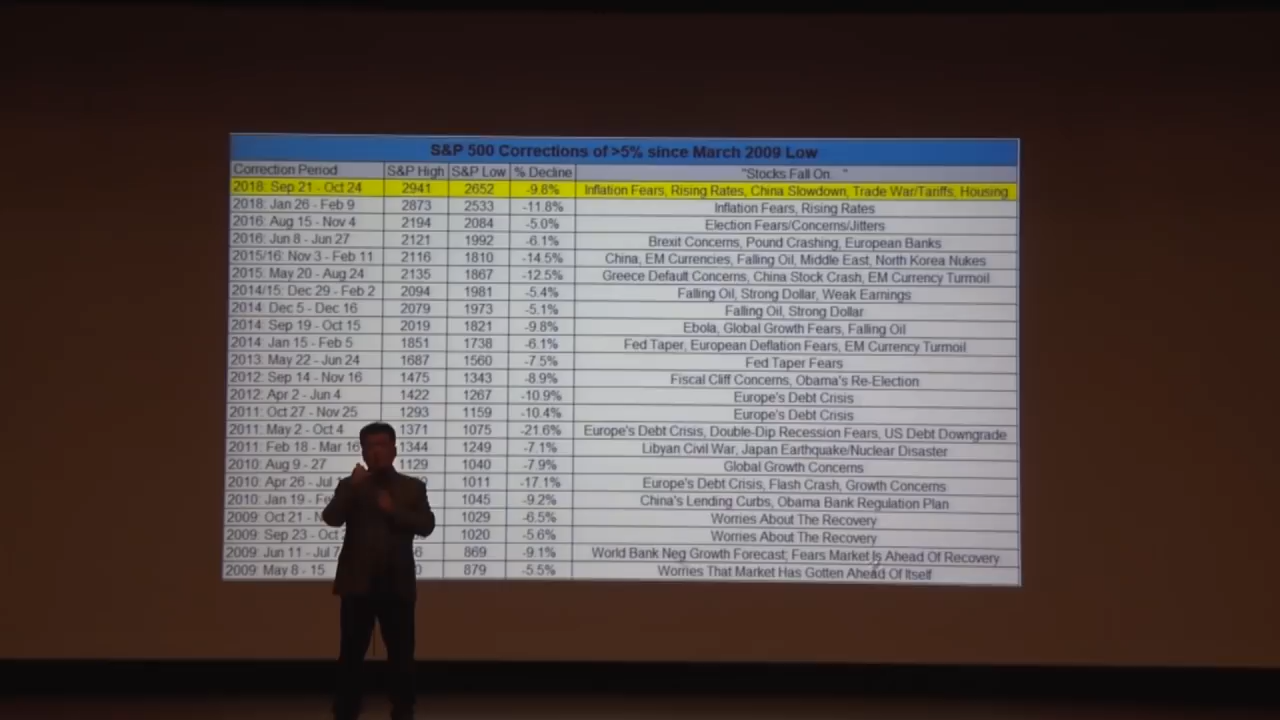 S&P 500 Corrections of >5% since March 2009 Low
Correction Period S&P High S&P Low % Decline "Stocks Fall On... "
2018: Sep 21 - Oct 24 2941 2652 -9.8% Inflation Fears, Rising Rates, China Slowdown, Trade War/Tariffs, Housing
2018: Jan 26 - Feb 9 2873 2533 -11.8% Inflation Fears, Rising Rates
2016: Aug 15 - Nov 4 2194 2084 -5.0% Election Fears/Concerns/Jitters
2016: Jun 8 - Jun 27 2121 1992 -6.1% Brexit Concerns, Pound Crashing, European Banks
2015/16: Nov 3 - Feb 11 2116 1810 -14.5% China, EM Currencies, Falling Oil, Middle East, North Korea Nukes
2015: May 20 - Aug 24 2135 1867 -12.5% Greece Default Concerns, China Stock Crash, EM Currency Turmoil
2014/15: Dec 29 - Feb 2 2094 1981 -5.4% Falling Oil, Strong Dollar, Weak Earnings
2014: Dec 5 - Dec 16 2079 1973 -5.1% Falling Oil, Strong Dollar
2014: Sep 19 - Oct 15 2019 1821 -9.8% Ebola, Global Growth Fears, Falling Oil
2014: Jan 15 - Feb 5 1851 1738 -6.1% Fed Taper, European Deflation Fears, EM Currency Turmoil
2013: May 22 - Jun 24 1687 1560 -7.5% Fed Taper Fears
2012: Sep 14 - Nov 16 1475 1343 -8.9% Fiscal Cliff Concerns, Obama's Re-Election
2012: Apr 2 - Jun 4 1422 1267 -10.9% Europe's Debt Crisis
2011: Oct 27 - Nov 25 1293 1159 -10.4% Europe's Debt Crisis
2011: May 2 - Oct 4 1371 1075 -21.6% Europe's Debt Crisis, Double-Dip Recession Fears, US Debt Downgrade
2011: Feb 18 - Mar 16 1344 1249 -7.1% Libyan Civil War, Japan Earthquake/Nuclear Disaster
2010: Aug 9 - 27 1129 1040 -7.9% Global Growth Concerns
2010: Apr 26 - Jul 1011 -17.1% Europe's Debt Crisis, Flash Crash, Growth Concerns
2010: Jan 19 - 1045 -9.2% China's Lending Curbs, Obama Bank Regulation Plan
2009: Oct 21 - 1029 -6.5% Worries About The Recovery
2009: Sep 23 - Oct 1020 -5.6% Worries About The Recovery
2009: Jun 11 - Jul 869 -9.1% World Bank Neg Growth Forecast; Fears Market Is Ahead Of Recovery
2009: May 8 - 15 879 -5.5% Worries That Market Has Gotten Ahead Of Itself